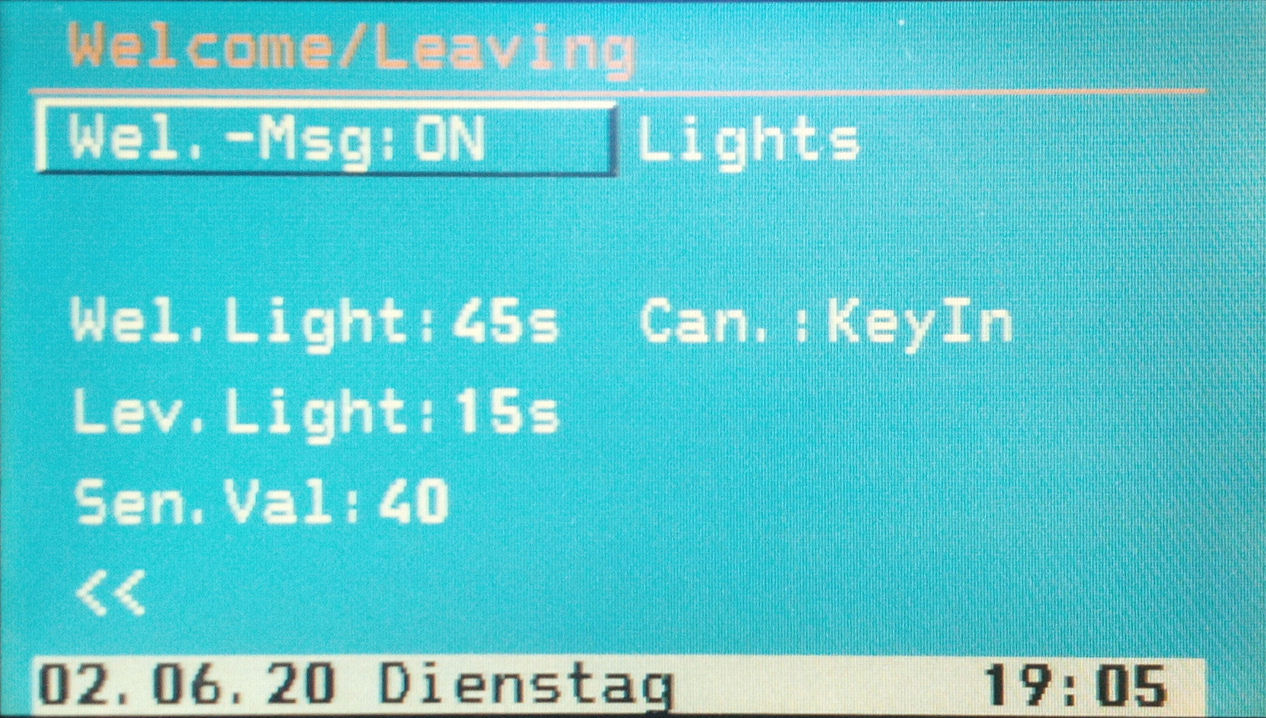 Welcome/Leaving
Wel.-Msg:ON Lights
Wel.Light:45s Can.:KeyIn
Lev.Light:15s
Sen.Val:40
<<
02.06.20 Dienstag 19:05